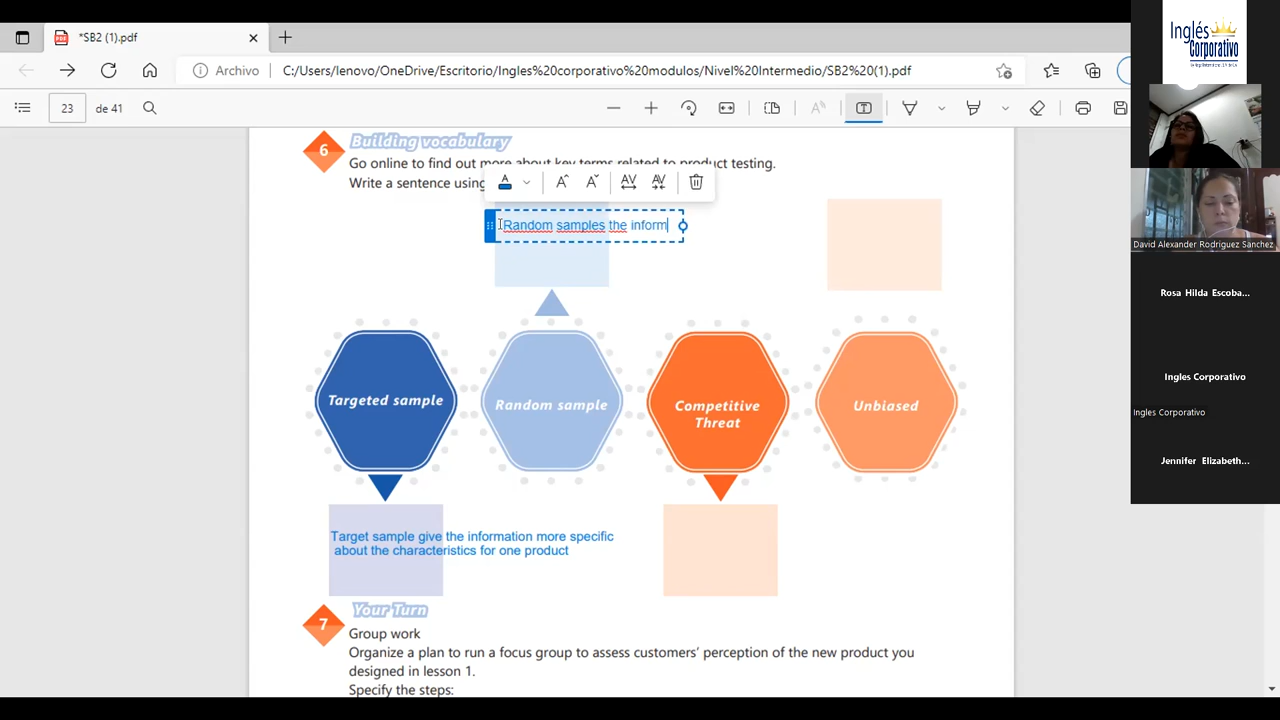 *SB2 (1).pdf
Archivo
C:/Users/lenovo/OneDrive/Escritorio/Ingles%20corporativo%20modulos/Nivel%20Intermedio/SB2%20(1).pdf
23 de 41
6 Building vocabulary
Go online to find out more about key terms related to product testing.
Write a sentence using
Random samples the inform
Targeted sample
Random sample
Competitive
Threat
Unbiased
Target sample give the information more specific
about the characteristics for one product
7 Your Turn
Group work
Organize a plan to run a focus group to assess customers' perception of the new product you
designed in lesson 1.
Specify the steps:
Inglés
Corporativo
David Alexander Rodriguez Sanchez
Rosa Hilda Escoba...
Ingles Corporativo
Ingles Corporativo
Jennifer Elizabeth...